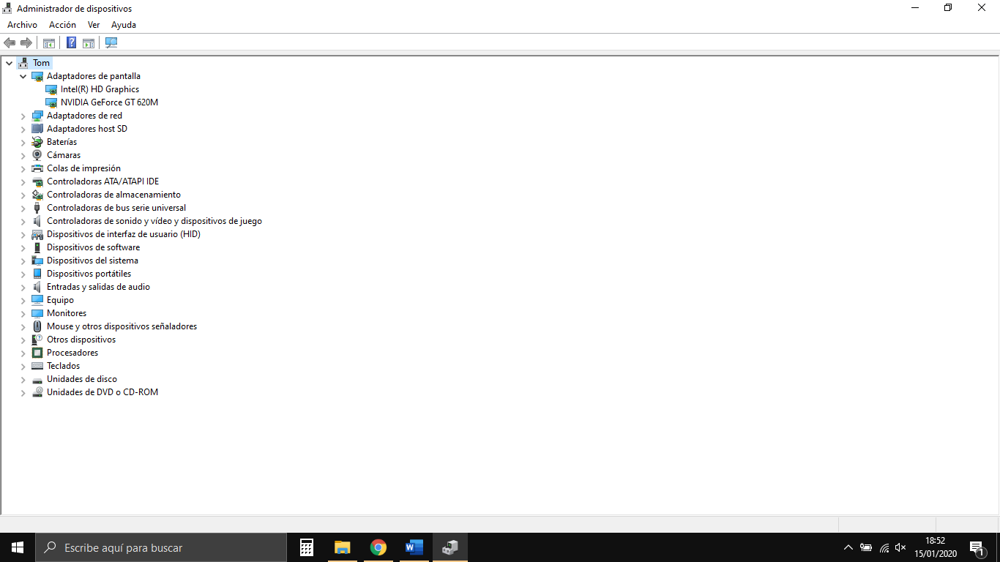 Administrador de dispositivos
Archivo Acción Ver Ayuda
Tom
Adaptadores de pantalla
Intel(R) HD Graphics
NVIDIA GeForce GT 620M
Adaptadores de red
Adaptadores host SD
Baterías
Cámaras
Colas de impresión
Controladoras ATA/ATAPI IDE
Controladoras de almacenamiento
Controladoras de bus serie universal
Controladoras de sonido y vídeo y dispositivos de juego
Dispositivos de interfaz de usuario (HID)
Dispositivos de software
Dispositivos del sistema
Dispositivos portátiles
Entradas y salidas de audio
Equipo
Monitores
Mouse y otros dispositivos señaladores
Otros dispositivos
Procesadores
Teclados
Unidades de disco
Unidades de DVD o CD-ROM
Escribe aquí para buscar
18:52
15/01/2020
1